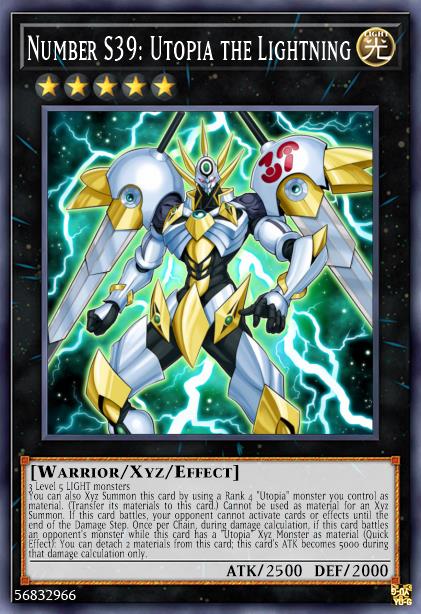 Number S39: Utopia the Lightning
LIGHT
光
39
[Warrior/Xyz/Effect]
3 Level 5 LIGHT monsters
You can also Xyz Summon this card by using a Rank 4 "Utopia" monster you control as
material. (Transfer its materials to this card.) Cannot be used as material for an Xyz
Summon. If this card battles, your opponent cannot activate cards or effects until the
end of the Damage Step. Once per Chain, during damage calculation, if this card battles
an opponent's monster while this card has a "Utopia" Xyz Monster as material (Quick
Effect): You can detach 2 materials from this card; this card's ATK becomes 5000 during
that damage calculation only.
ATK/2500 DEF/2000
56832966